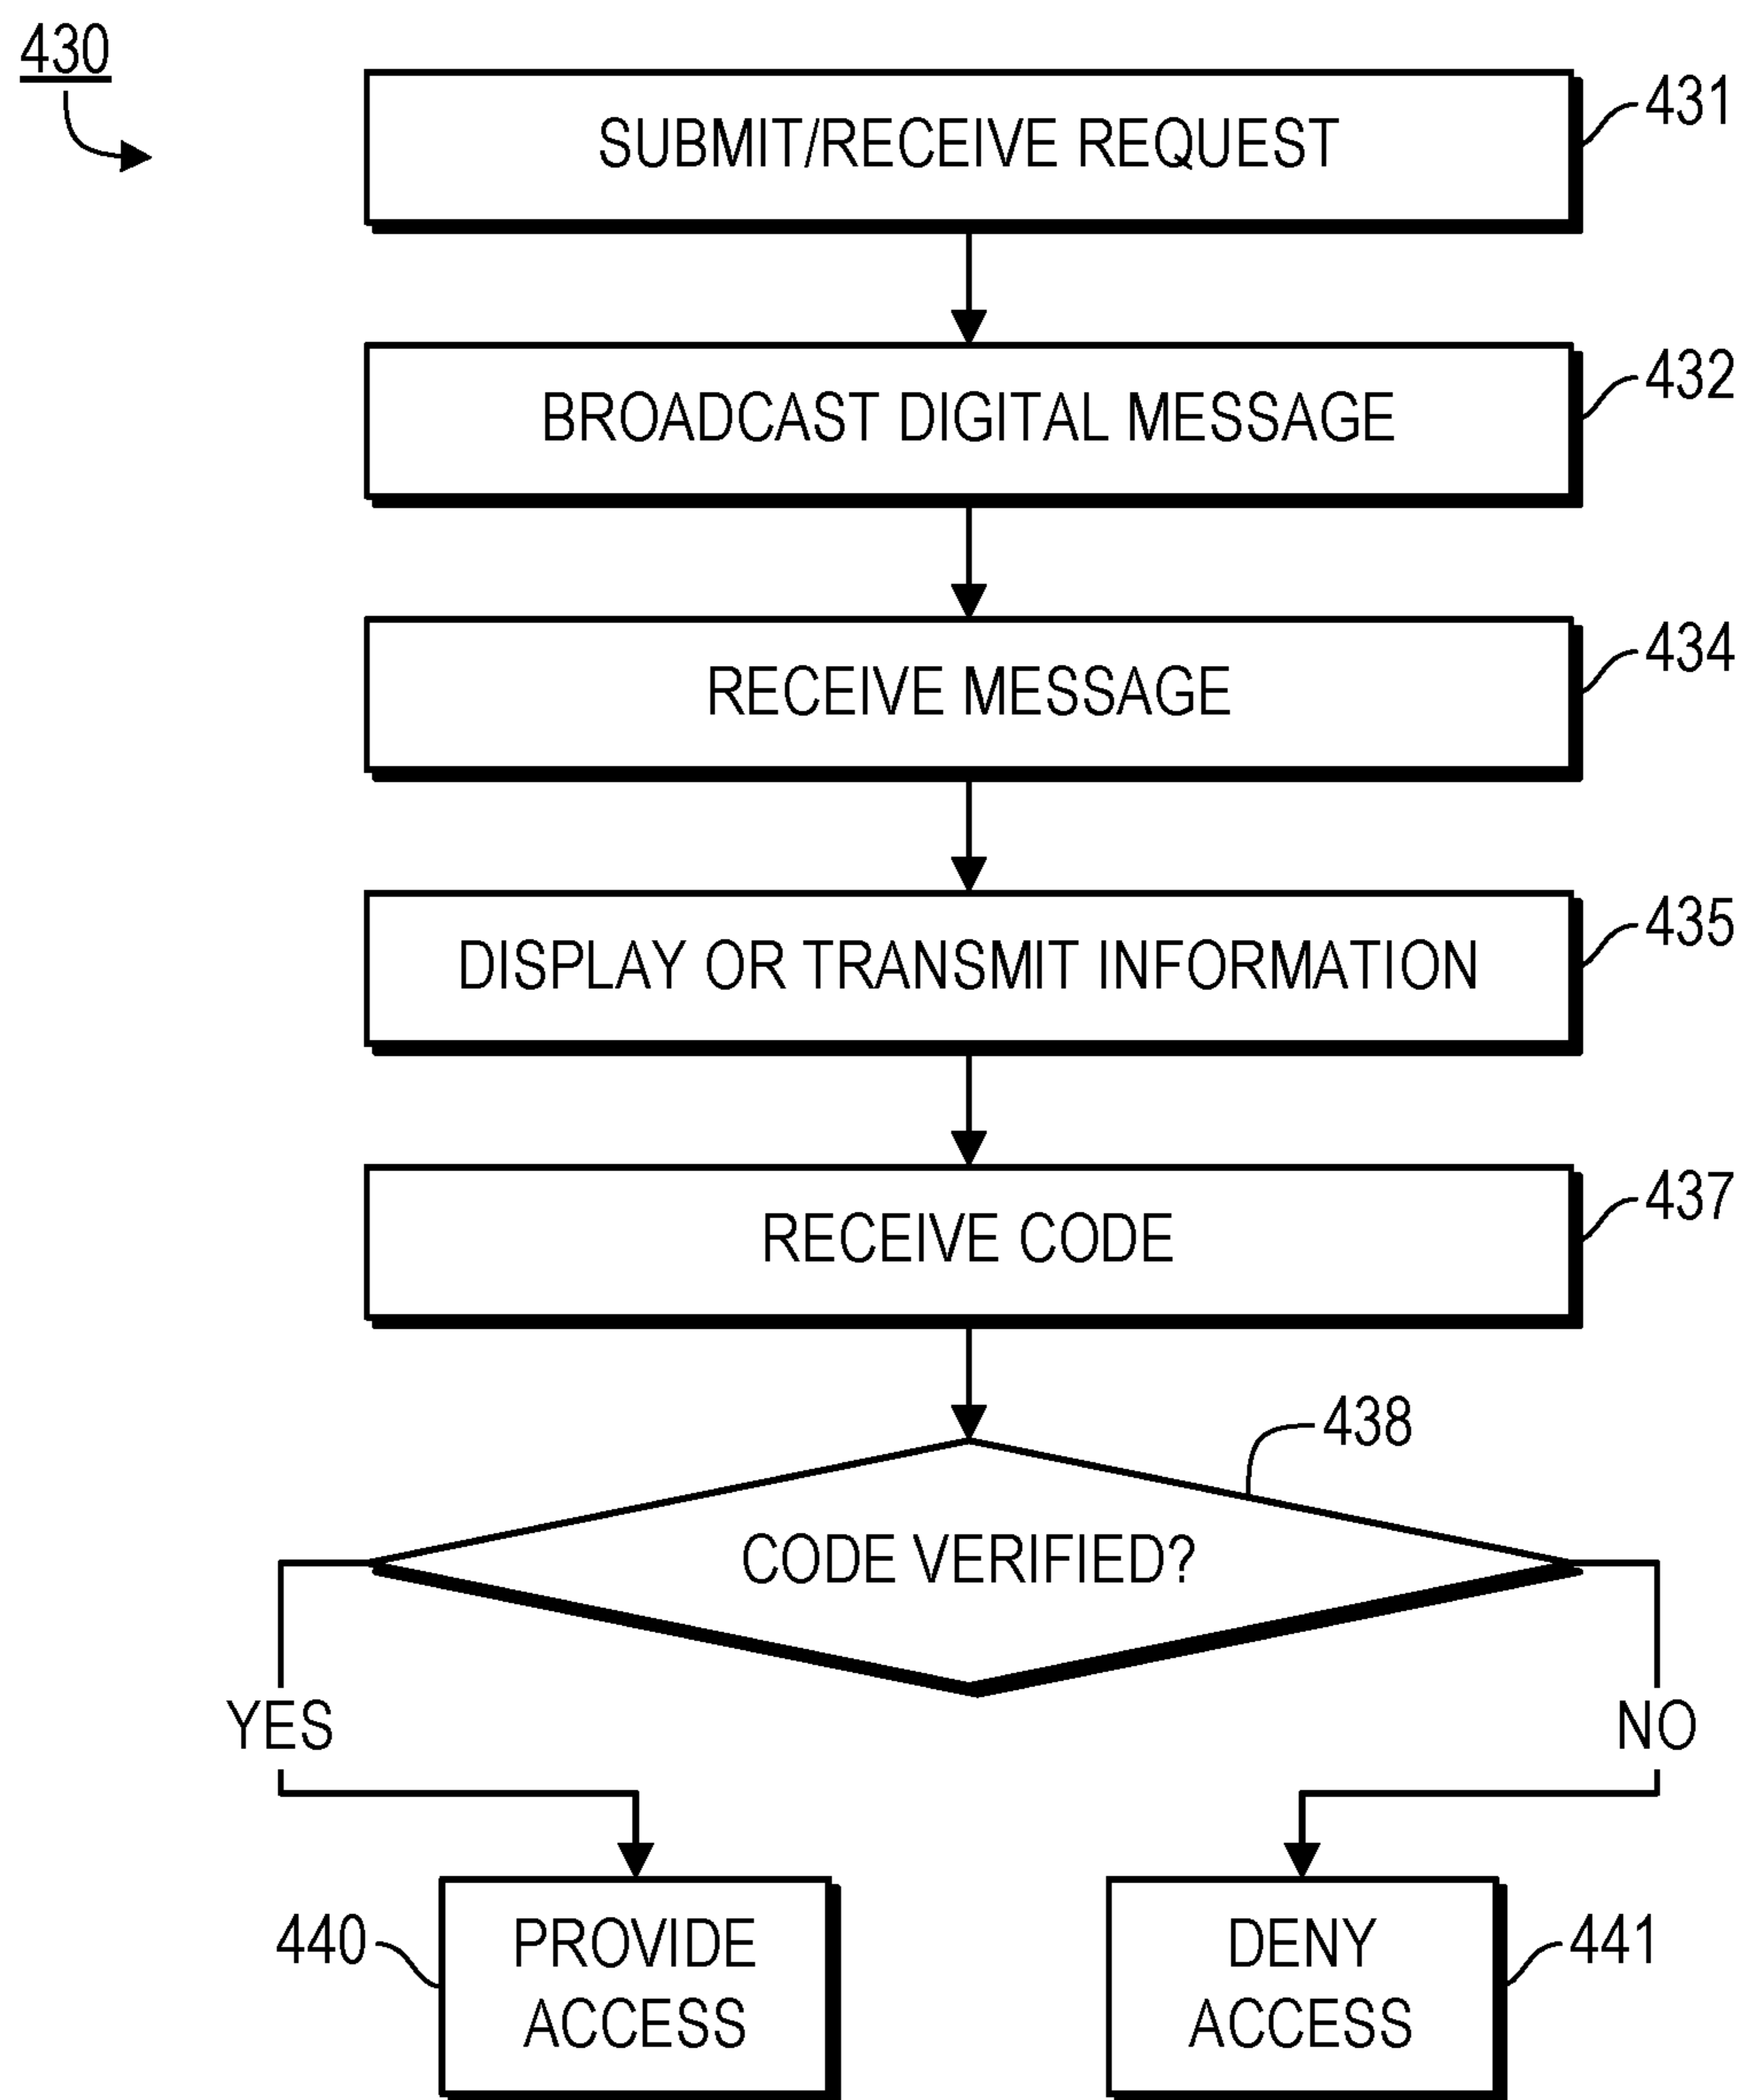 430
SUBMIT/RECEIVE REQUEST
431
BROADCAST DIGITAL MESSAGE
432
RECEIVE MESSAGE
434
DISPLAY OR TRANSMIT INFORMATION
435
RECEIVE CODE
437
438
CODE VERIFIED?
YES
NO
440
PROVIDE
ACCESS
DENY
ACCESS
441